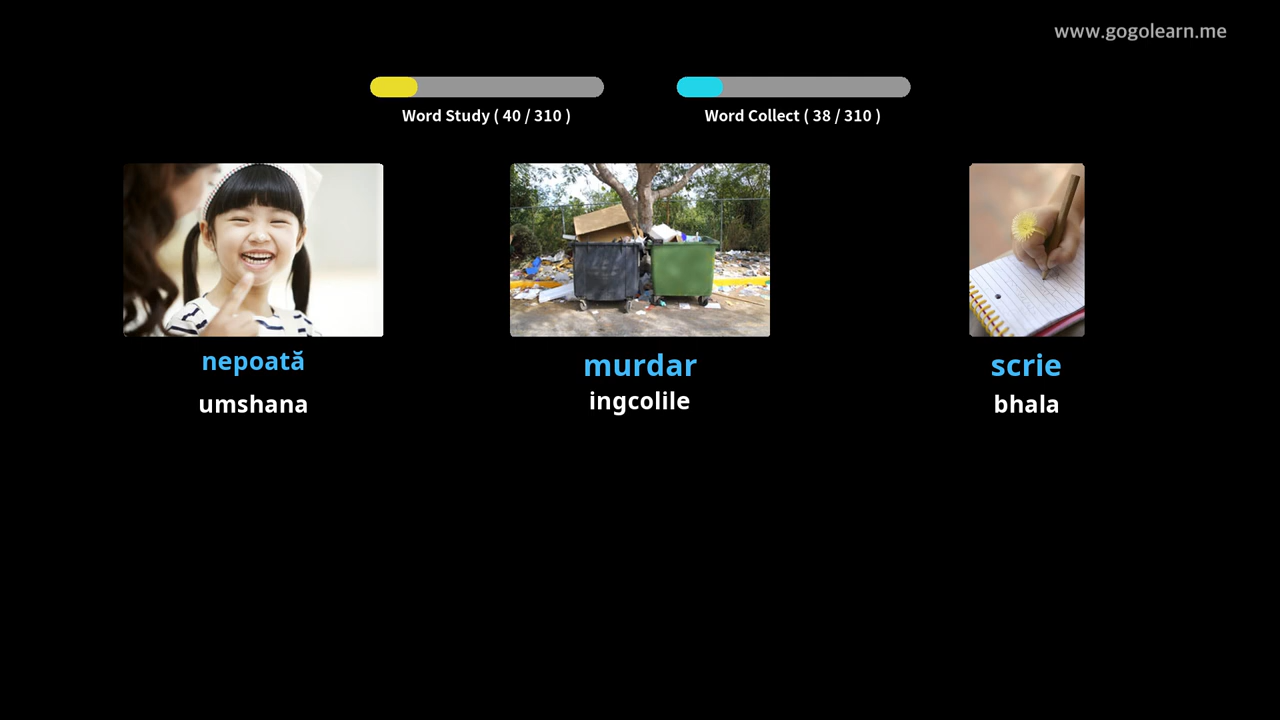 www.gogolearn.me
Word Study ( 40 / 310 )
Word Collect ( 38 / 310 )
nepoată
murdar
scrie
umshana
ingcolile
bhala